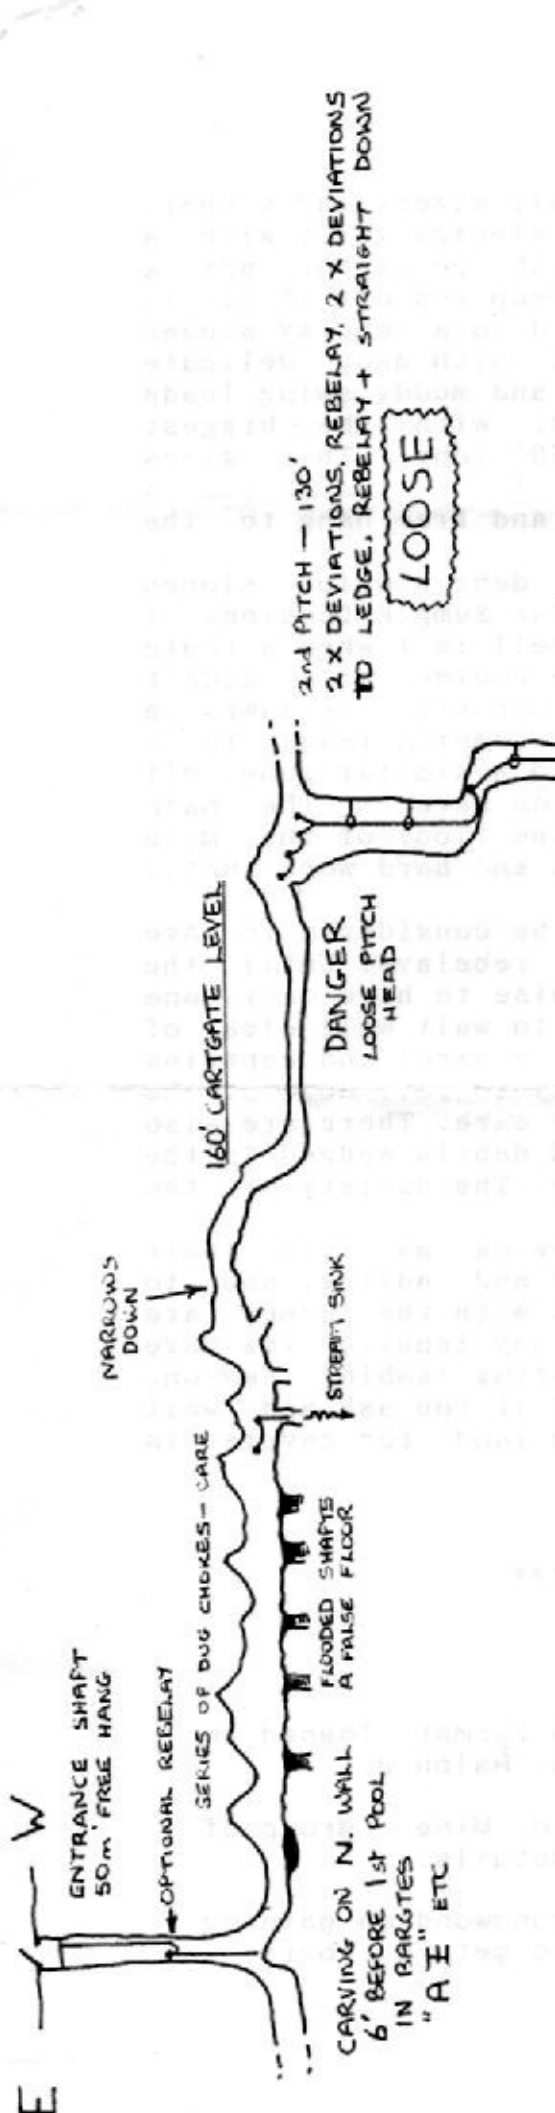 E
W
ENTRANCE SHAFT
50m' FREE HANG
OPTIONAL REBELAY
SERIES OF DUG CHOKES - CARE
NARROWS
DOWN
160 CARTGATE LEVEL
2nd PITCH - 130'
2 X DEVIATIONS, REBELAY, 2 X DEVIATIONS
TO LEDGE, REBELAY + STRAIGHT DOWN
LOOSE
CARVING ON N. WALL
6' BEFORE 1st POOL
IN BARGTES
"A I" ETC.
FLOODED SHAFTS
A FALSE FLOOR
STREAM SINK
DANGER
LOOSE PITCH
HEAD